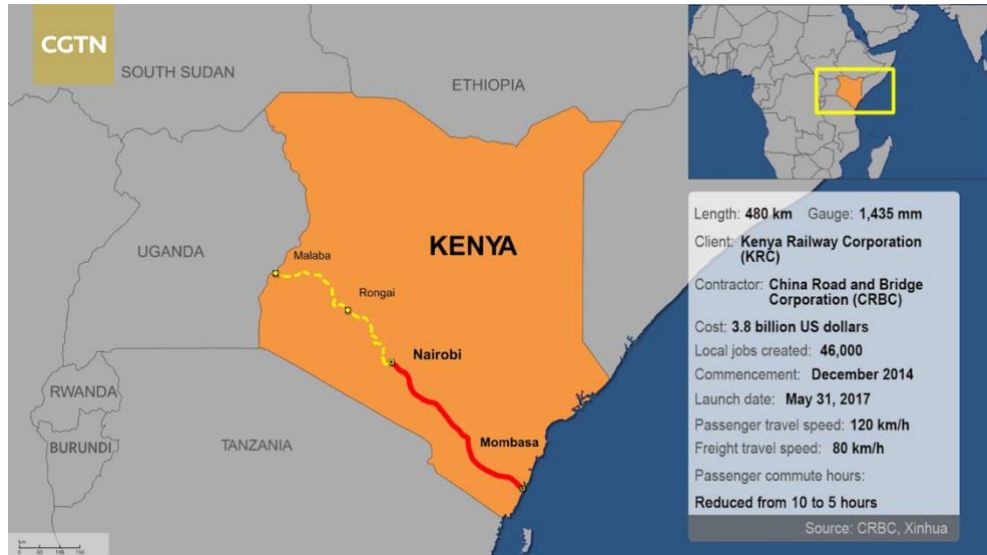 CGTN
SOUTH SUDAN
ETHIOPIA
UGANDA
KENYA
Malaba
Rongai
Nairobi
RWANDA
BURUNDI
TANZANIA
Mombasa
Length: 480 km Gauge: 1,435 mm
Client: Kenya Railway Corporation
(KRC)
Contractor: China Road and Bridge
Corporation (CRBC)
Cost: 3.8 billion US dollars
Local jobs created: 46,000
Commencement: December 2014
Launch date: May 31, 2017
Passenger travel speed: 120 km/h
Freight travel speed: 80 km/h
Passenger commute hours:
Reduced from 10 to 5 hours
Source: CRBC, Xinhua
km